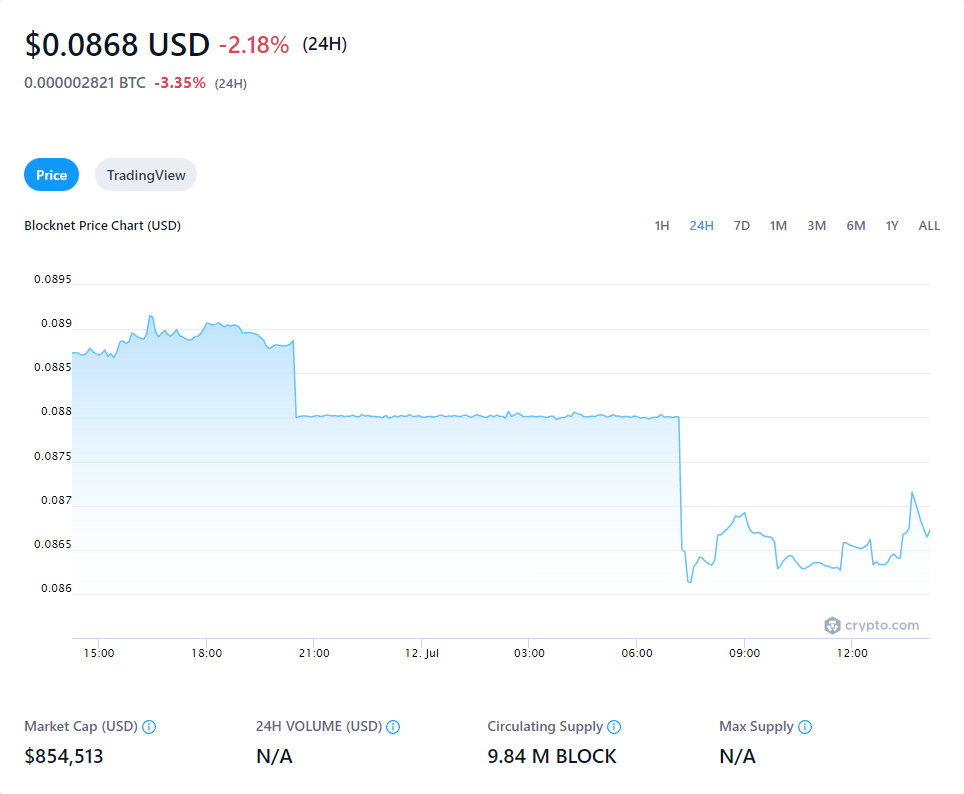 $0.0868 USD -2.18% (24H)
0.000002821 BTC -3.35% (24H)
Price TradingView
Blocknet Price Chart (USD) 1H 24H 7D 1M 3M 6M 1Y ALL
0.0895
0.089
0.0885
0.088
0.0875
0.087
0.0865
0.086
crypto.com
15:00 18:00 21:00 12. Jul 03:00 06:00 09:00 12:00
Market Cap (USD) 24H VOLUME (USD) Circulating Supply Max Supply
$854,513 N/A 9.84 M BLOCK N/A